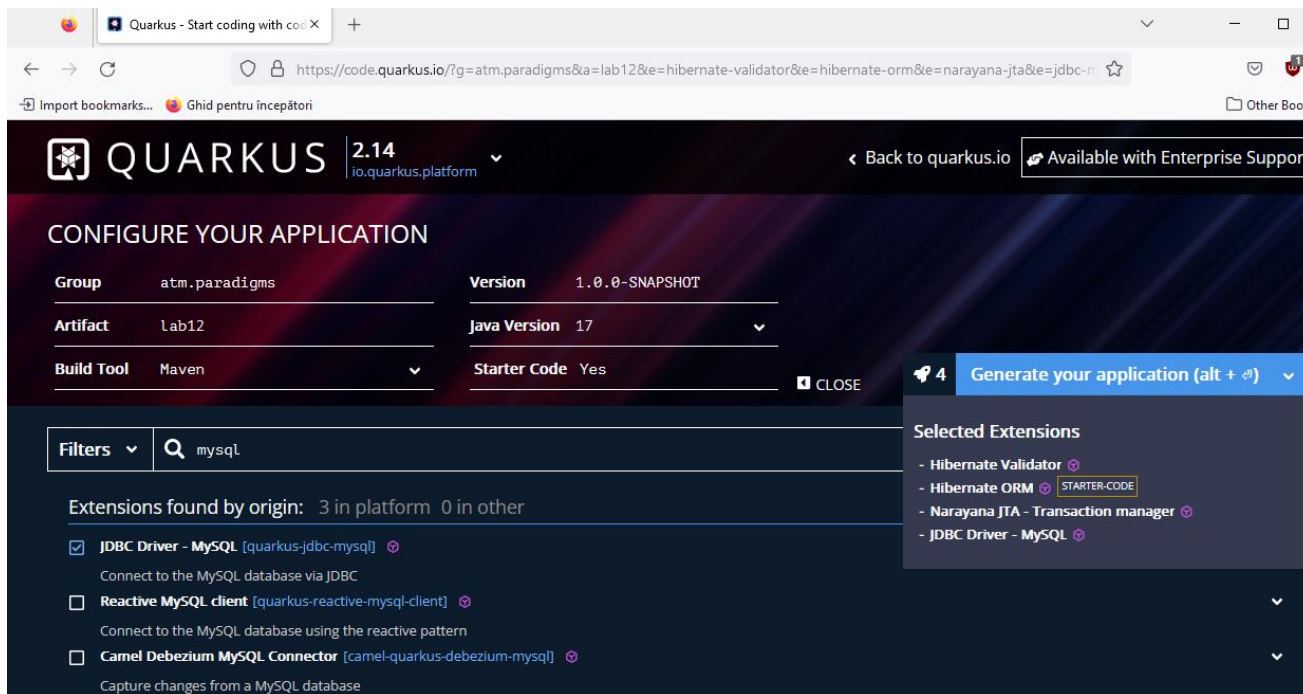 Quarkus - Start coding with cod
https://code.quarkus.io/?g=atm.paradigms&a=lab12&e=hibernate-validator&e=hibernate-orm&e=narayana-jta&e=jdbc-m
Import bookmarks... Ghid pentru începători Other Boo
QUARKUS 2.14 io.quarkus.platform Back to quarkus.io Available with Enterprise Suppor
CONFIGURE YOUR APPLICATION
Group atm.paradigms Version 1.0.0-SNAPSHOT
Artifact lab12 Java Version 17
Build Tool Maven Starter Code Yes
CLOSE
4 Generate your application (alt + ⏎)
Selected Extensions
- Hibernate Validator
- Hibernate ORM STARTER-CODE
- Narayana JTA - Transaction manager
- JDBC Driver - MySQL
Filters mysql
Extensions found by origin: 3 in platform 0 in other
JDBC Driver - MySQL [quarkus-jdbc-mysql]
Connect to the MySQL database via JDBC
Reactive MySQL client [quarkus-reactive-mysql-client]
Connect to the MySQL database using the reactive pattern
Camel Debezium MySQL Connector [camel-quarkus-debezium-mysql]
Capture changes from a MySQL database